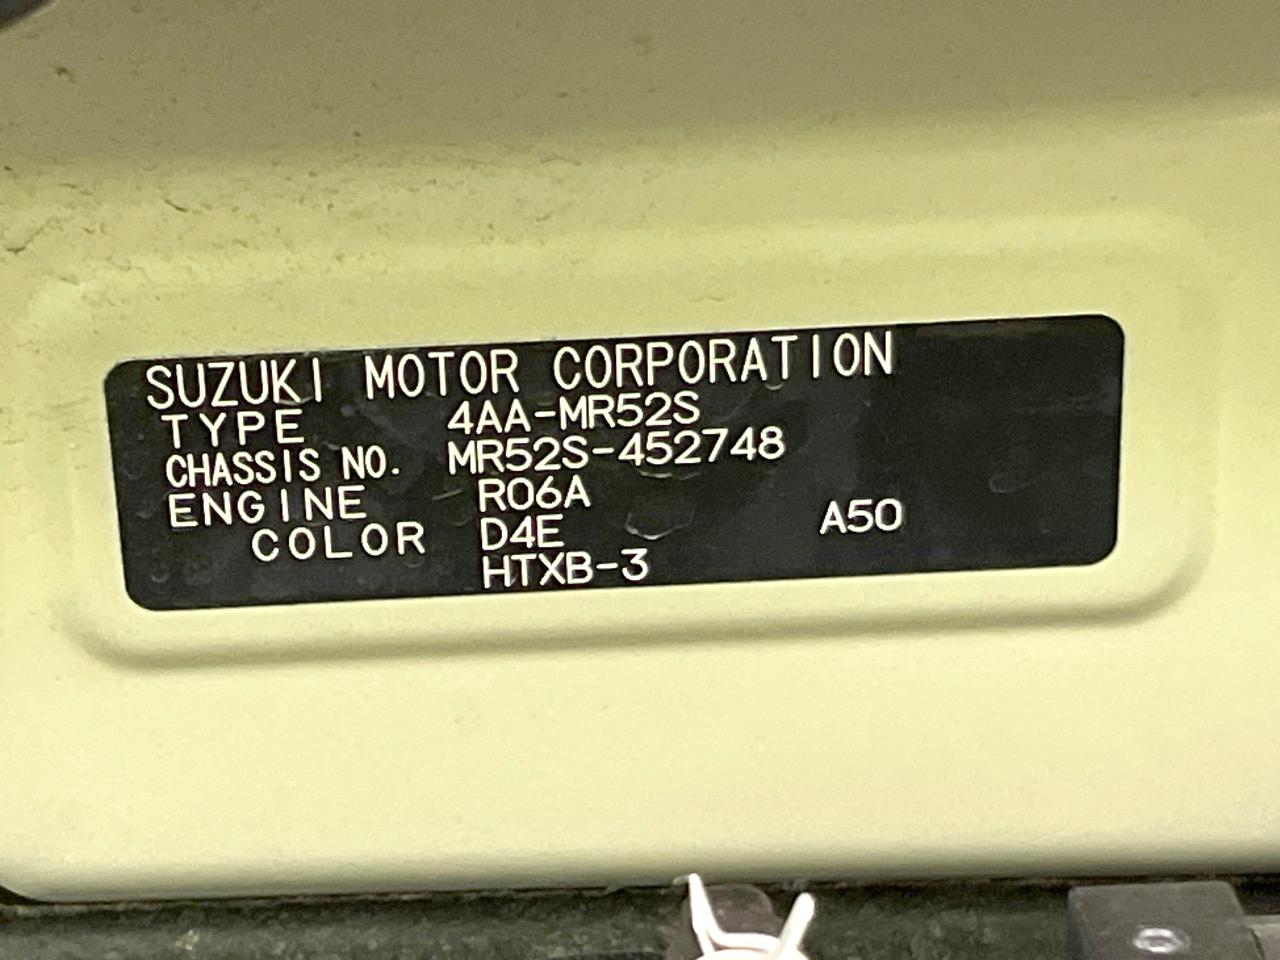 SUZUKI MOTOR CORPORATION
TYPE 4AA-MR52S
CHASSIS NO. MR52S-452748
ENGINE R06A
COLOR D4E A50
HTXB-3